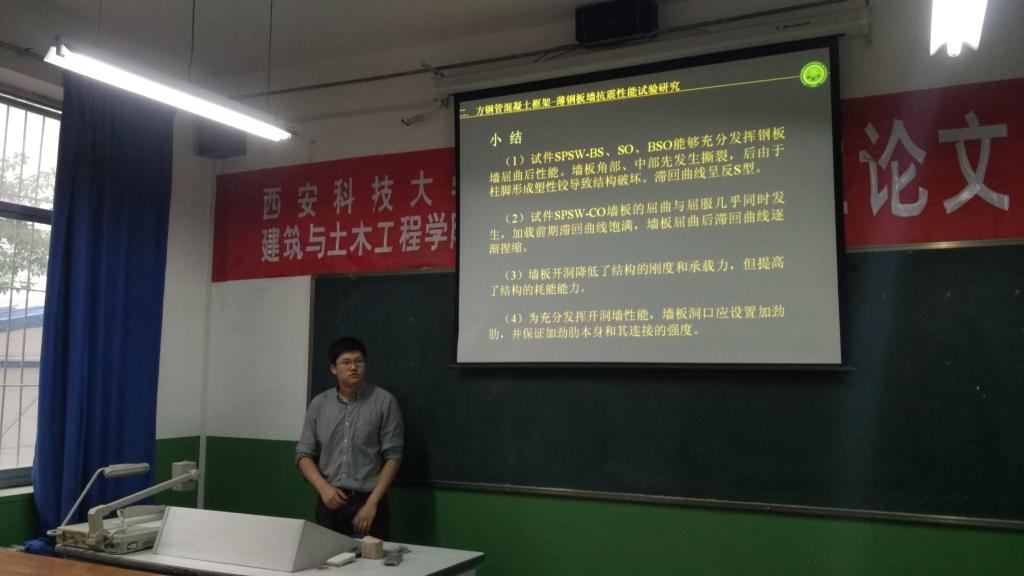 二、方钢管混凝土框架-薄钢板墙抗震性能试验研究
小 结
(1)试件SPSW-BS、SO、BSO能够充分发挥钢板
墙屈曲后性能。墙板角部、中部先发生撕裂，后由于
柱脚形成塑性铰导致结构破坏。滞回曲线呈反S型。
(2)试件SPSW-CO墙板的屈曲与屈服几乎同时发
生，加载前期滞回曲线饱满，墙板屈曲后滞回曲线逐
渐捏缩。
(3)墙板开洞降低了结构的刚度和承载力，但提高
了结构的耗能能力。
(4)为充分发挥开洞墙性能，墙板洞口应设置加劲
肋，并保证加劲肋本身和其连接的强度。
西安科技大
建筑与土木工程学
论文